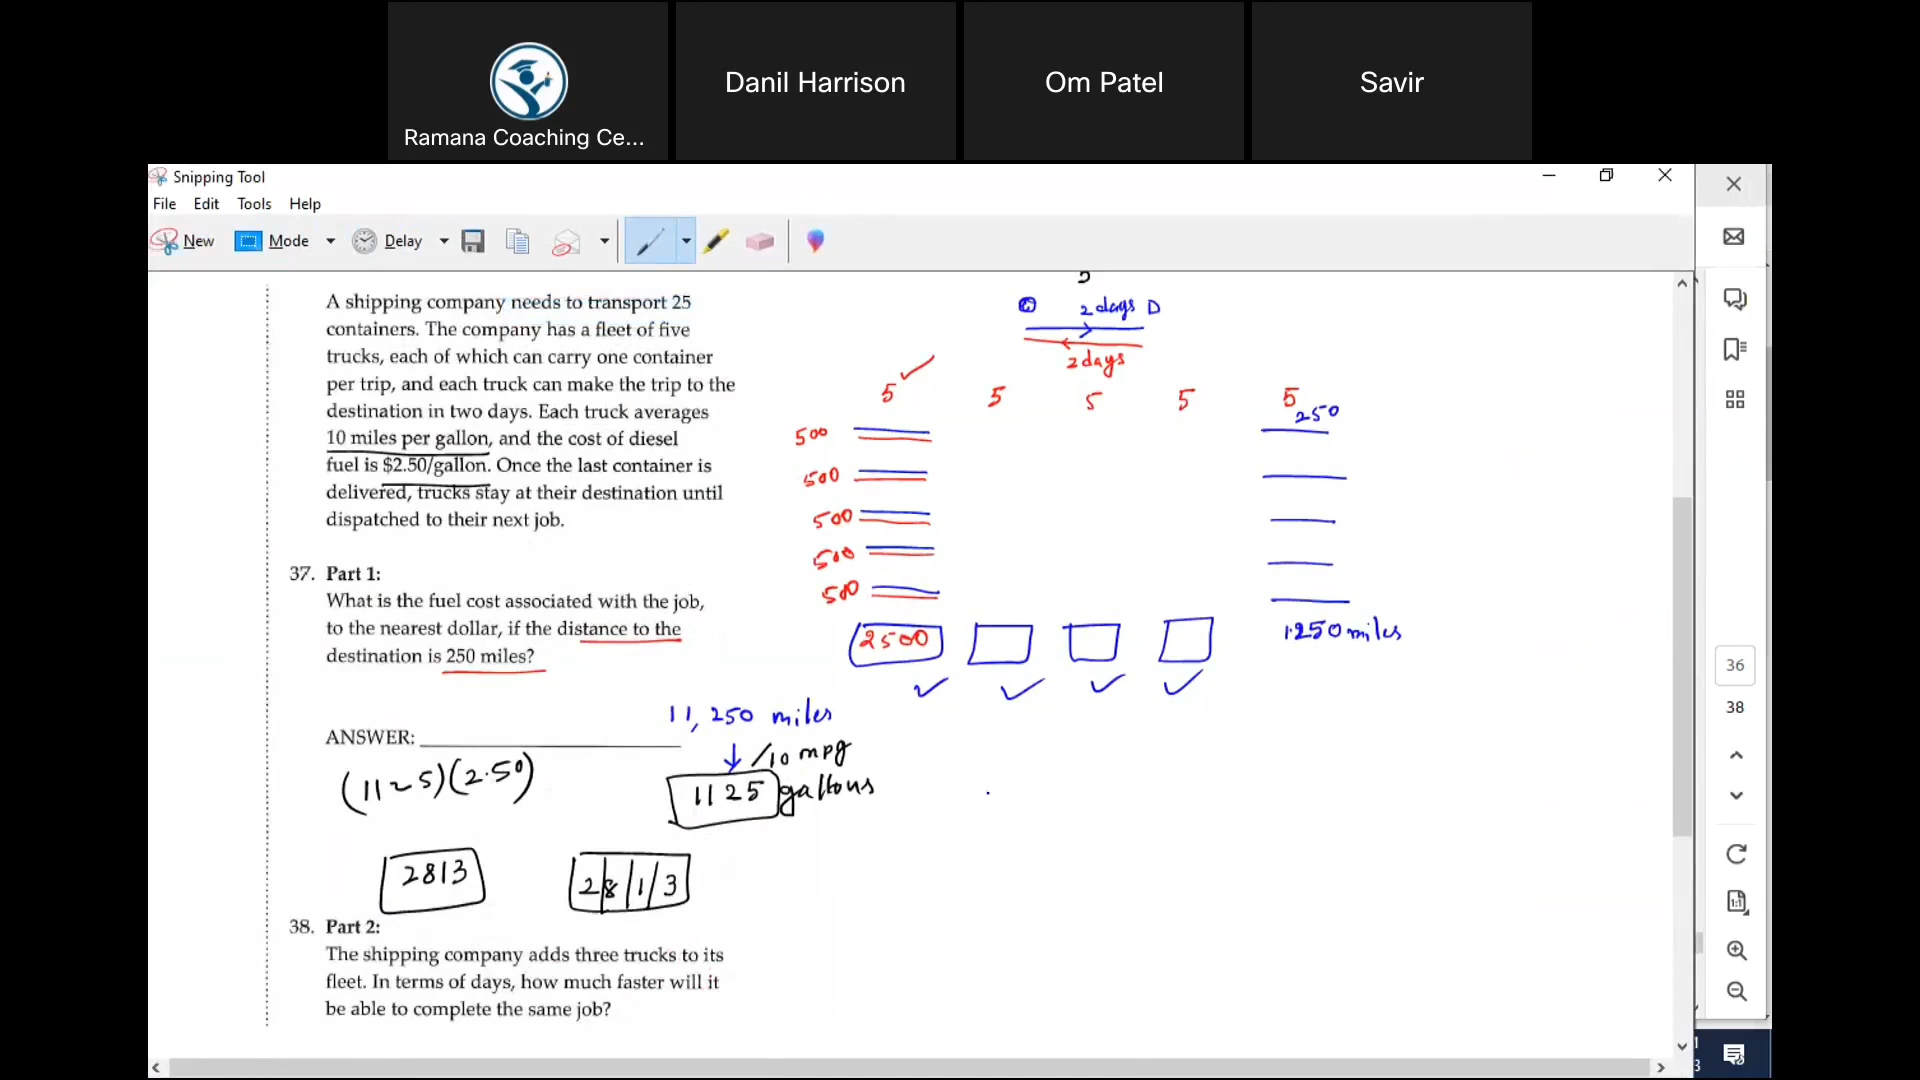 Ramana Coaching Ce...
Danil Harrison
Om Patel
Savir
Snipping Tool
File Edit Tools Help
New Mode Delay
A shipping company needs to transport 25
containers. The company has a fleet of five
trucks, each of which can carry one container
per trip, and each truck can make the trip to the
destination in two days. Each truck averages
10 miles per gallon, and the cost of diesel
fuel is $2.50/gallon. Once the last container is
delivered, trucks stay at their destination until
dispatched to their next job.
37. Part 1:
What is the fuel cost associated with the job,
to the nearest dollar, if the distance to the
destination is 250 miles?
ANSWER:
(1125)(2.50)
2813
2813
11,250 miles
/10 mpg
1125 gallons
38. Part 2:
The shipping company adds three trucks to its
fleet. In terms of days, how much faster will it
be able to complete the same job?
2 days D
2 days
5 5 5 5 5
250
500
500
500
500
500
2500
1250 miles
36
38